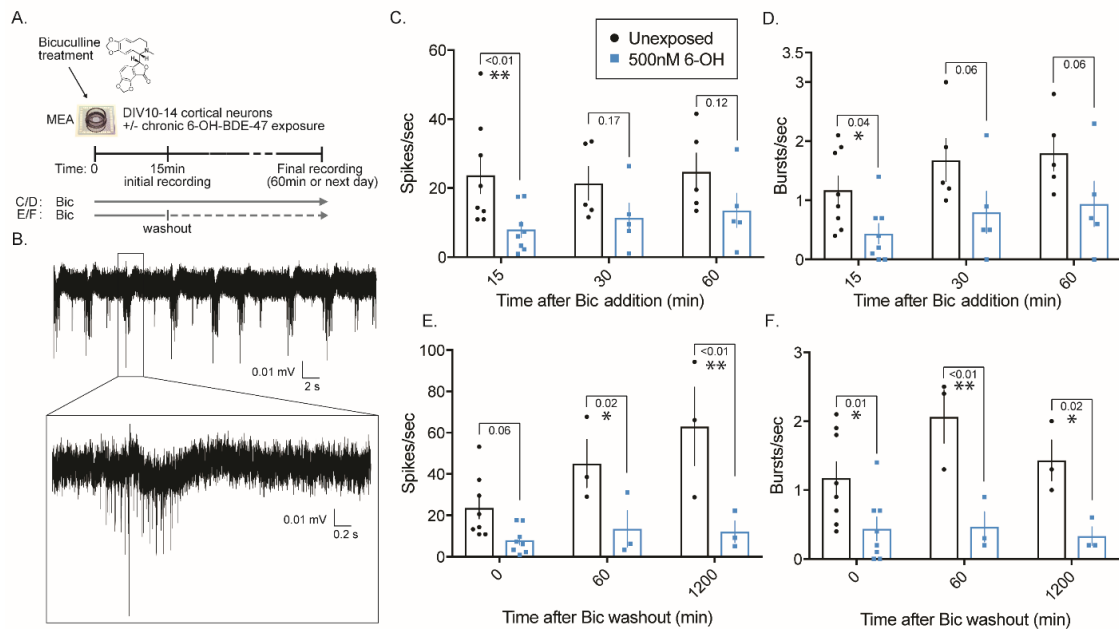 A.
Bicuculline
treatment
N
H
H
O
O
O
O
O
O
MEA
DIV10-14 cortical neurons
+/- chronic 6-OH-BDE-47 exposure
Time: 0
15min
initial recording
Final recording
(60min or next day)
C/D: Bic
E/F: Bic
washout
B.
0.01 mV
2 s
0.01 mV
0.2 s
C.
Unexposed
500nM 6-OH
Spikes/sec
60
40
20
0
<0.01
**
0.17
0.12
15
30
60
Time after Bic addition (min)
D.
Bursts/sec
3.5
3
2
1
0
0.04
*
0.06
0.06
15
30
60
Time after Bic addition (min)
E.
Spikes/sec
100
80
60
40
20
0
0.06
0.02
*
<0.01
**
0
60
1200
Time after Bic washout (min)
F.
Bursts/sec
3
2
1
0
0.01
*
<0.01
**
0.02
*
0
60
1200
Time after Bic washout (min)